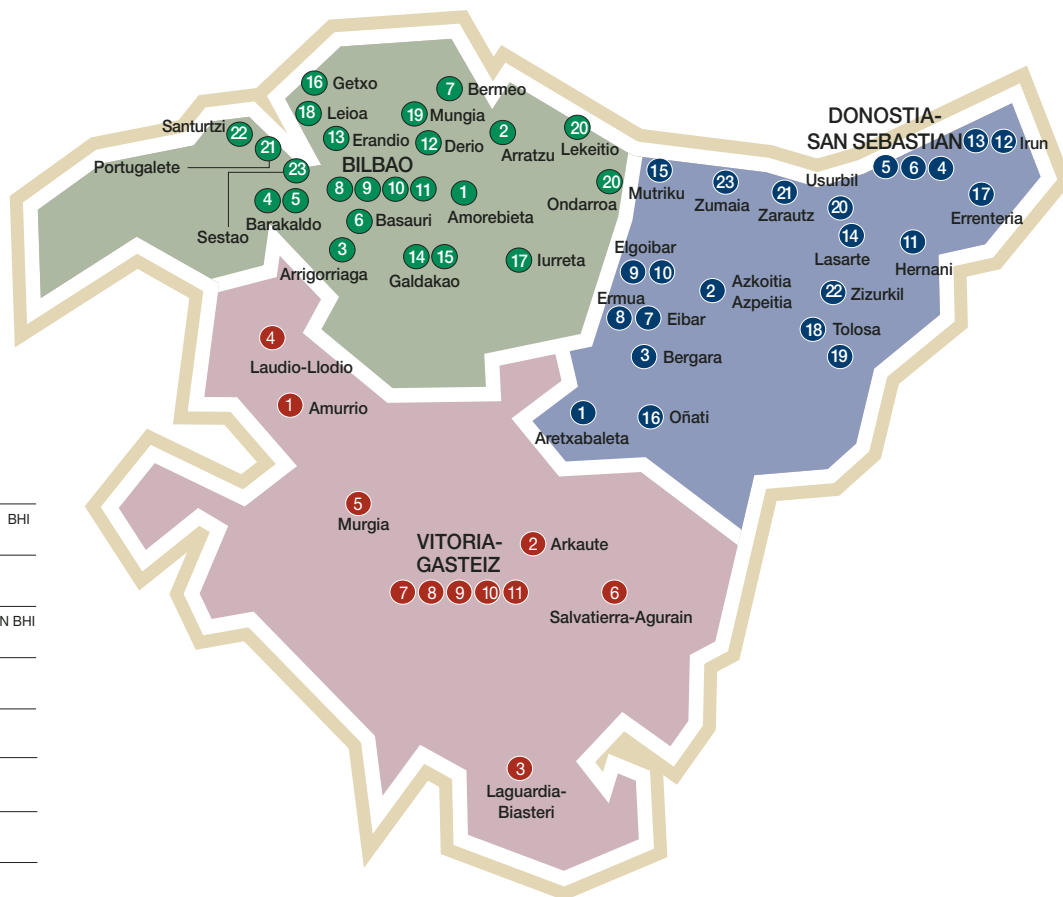 16 Getxo
7 Bermeo
18 Leioa
19 Mungia
Santurtzi 22
21
13 Erandio
12 Derio
2
Arratzu
20
Lekeitio
Portugalete
23
BILBAO
8 9 10 11
1
Amorebieta
20
Ondarroa
4 5
Barakaldo
Sestao
6 Basauri
3
Arrigorriaga
14 15
Galdakao
17 Iurreta
DONOSTIA-
SAN SEBASTIAN
13 12 Irun
5 6 4
15
Mutriku
23
Zumaia
21
Zarautz
Usurbil
20
17
Errenteria
14
Lasarte
11
Hernani
Elgoibar
9 10
2
Azkoitia
Azpeitia
22 Zizurkil
Ermua
8 7 Eibar
18 Tolosa
19
3 Bergara
1
Aretxabaleta
16 Oñati
4
Laudio-Llodio
1 Amurrio
5
Murgia
VITORIA-
GASTEIZ
2 Arkaute
7 8 9 10 11
6
Salvatierra-Agurain
3
Laguardia-
Biasteri
BHI
N BHI